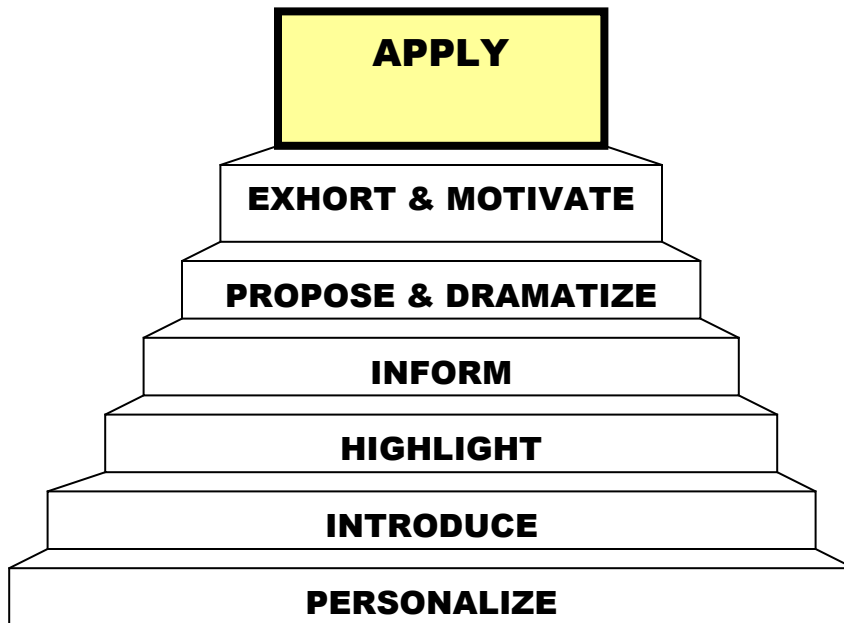 APPLY
EXHORT & MOTIVATE
PROPOSE & DRAMATIZE
INFORM
HIGHLIGHT
INTRODUCE
PERSONALIZE